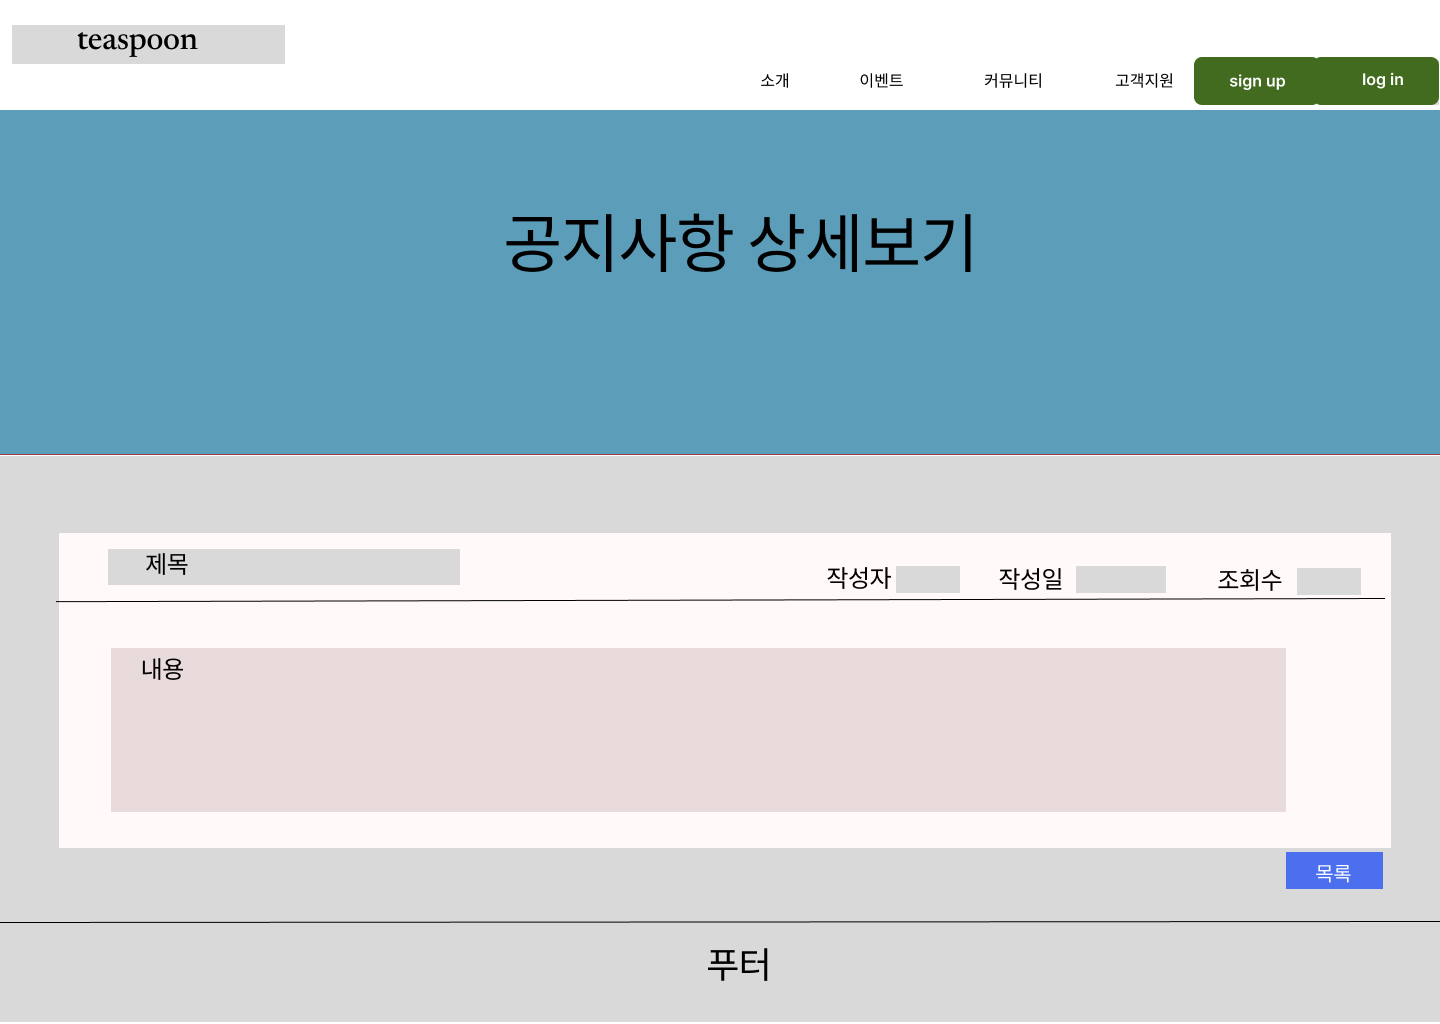 teaspoon
소개 이벤트 커뮤니티 고객지원 sign up log in
공지사항 상세보기
제목 작성자 작성일 조회수
내용
목록
푸터